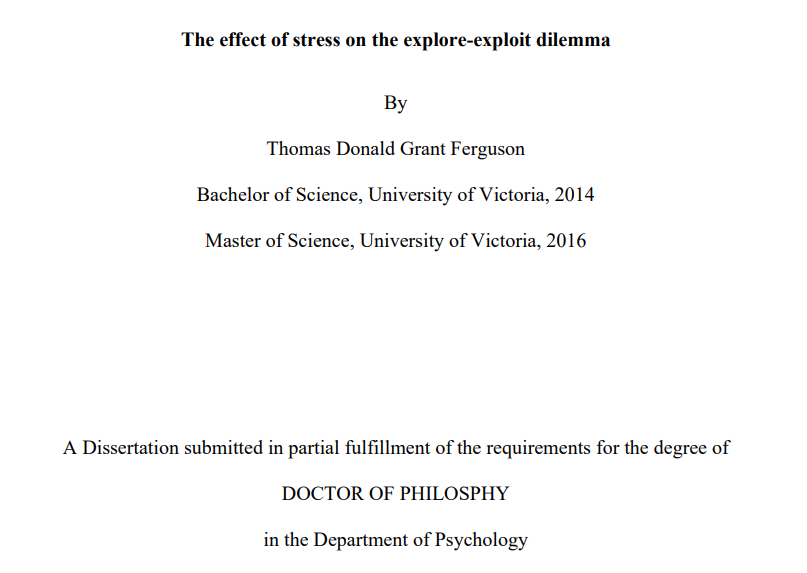 The effect of stress on the explore-exploit dilemma
By
Thomas Donald Grant Ferguson
Bachelor of Science, University of Victoria, 2014
Master of Science, University of Victoria, 2016
A Dissertation submitted in partial fulfillment of the requirements for the degree of
DOCTOR OF PHILOSPHY
in the Department of Psychology